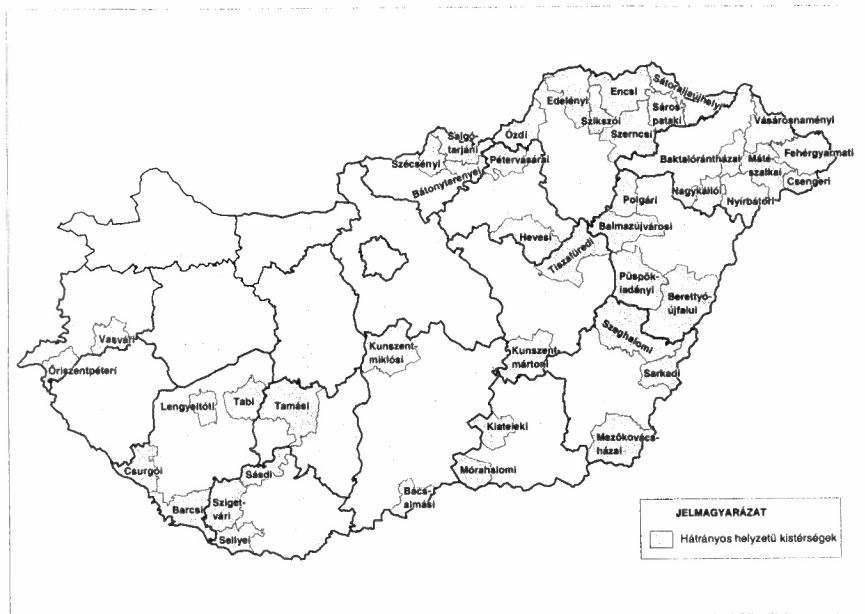 Sátoraljaújhelyi
Encsi
Edelényi
Sáros-
pataki
Szikszói
Szerncsi
Vásárosnaményi
Ózdi
Salgó-
tarjáni
Szécsényi
Pétervásárai
Bátonyterenyei
Baktalórántházai
Máté-
szalkai
Fehérgyarmati
Csengeri
Nagykállói
Nyírbátori
Polgári
Balmazújvárosi
Hevesi
Tiszafüredi
Püspök-
ladányi
Berettyó-
újfalui
Szeghalomi
Sarkadi
Vasvári
Őriszentpéteri
Kunszent-
miklósi
Kunszent-
mártoni
Lengyeltóti
Tabi
Tamási
Kisteleki
Mezőkovács-
házai
Mórahalomi
Csurgói
Sásdi
Barcsi
Sziget-
vári
Sellyei
Bács-
almási
JELMAGYARÁZAT
Hátrányos helyzetű kistérségek